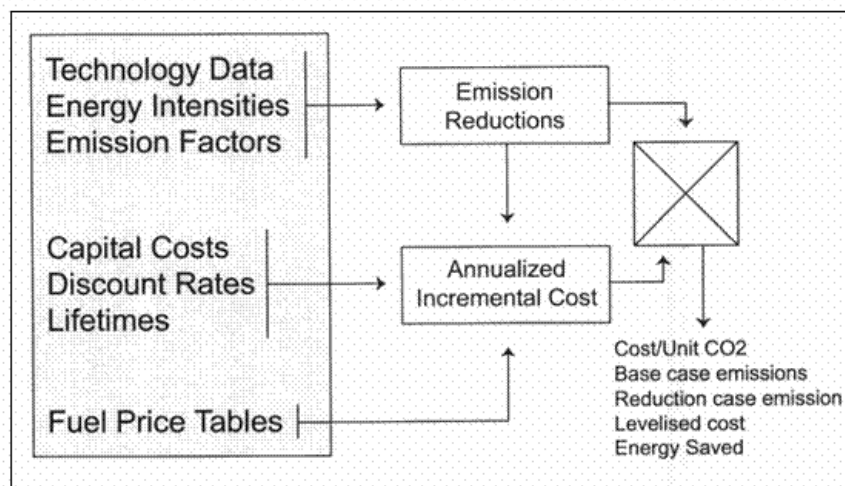 Technology Data
Energy Intensities
Emission Factors
Capital Costs
Discount Rates
Lifetimes
Fuel Price Tables
Emission
Reductions
Annualized
Incremental Cost
Cost/Unit CO2
Base case emissions
Reduction case emission
Levelised cost
Energy Saved